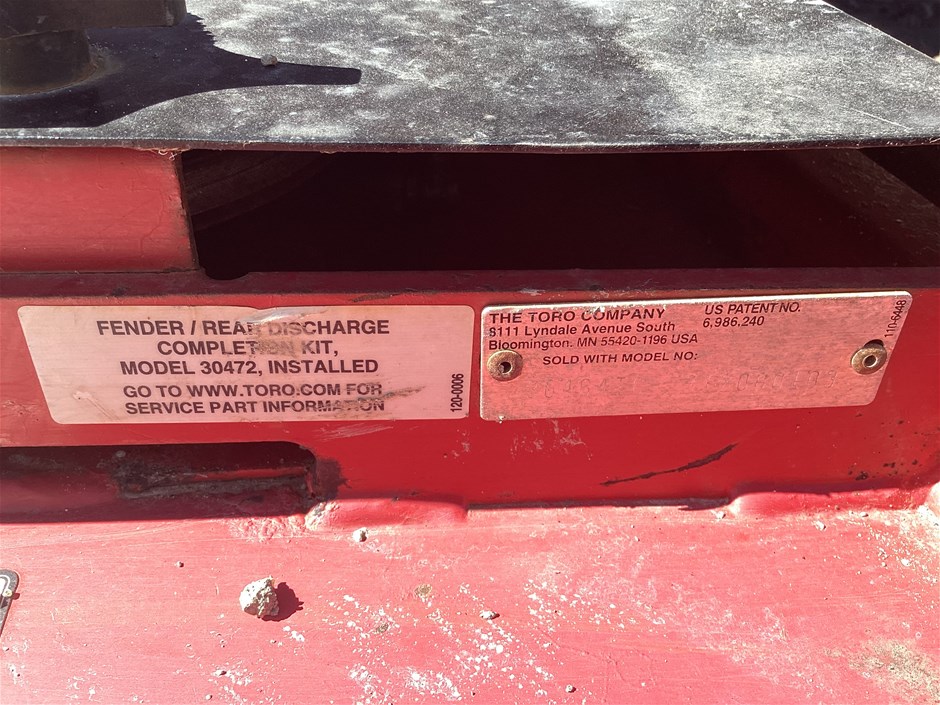 FENDER / REAR DISCHARGE
COMPLETION KIT,
MODEL 30472, INSTALLED
GO TO WWW.TORO.COM FOR
SERVICE PART INFORMATION
120-0006
THE TORO COMPANY
8111 Lyndale Avenue South
Bloomington, MN 55420-1196 USA
US PATENT NO.
6,986,240
SOLD WITH MODEL NO:
110-6448